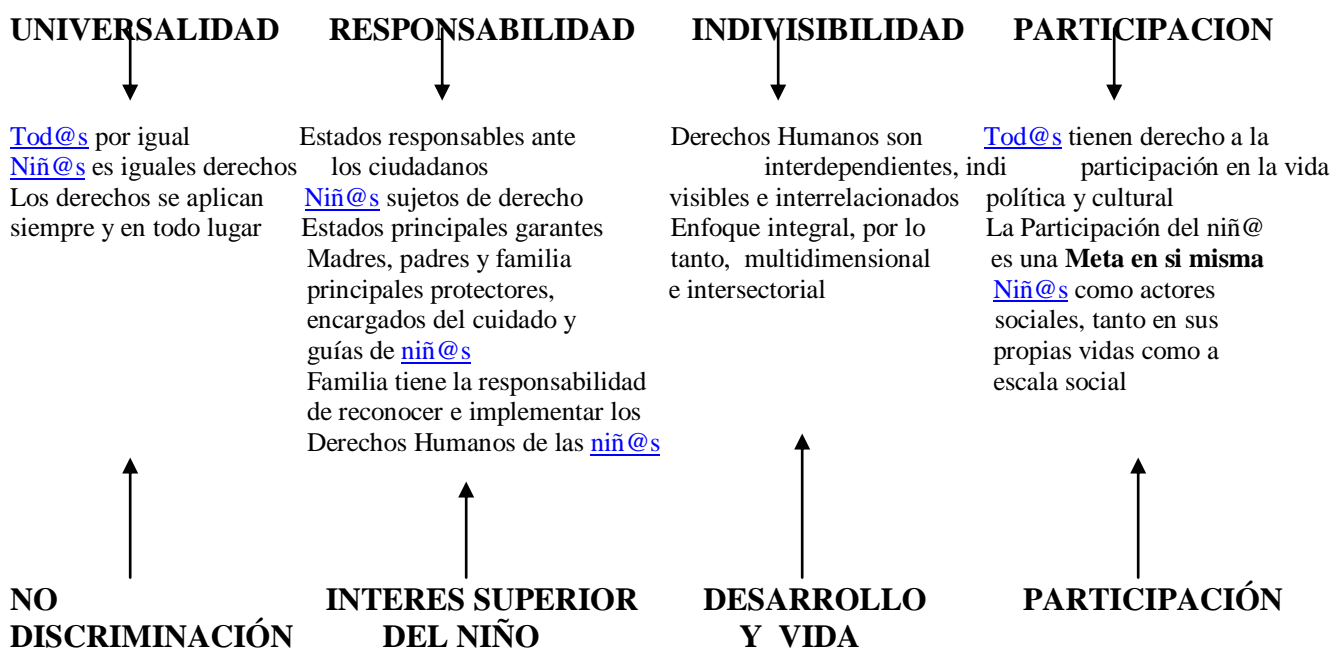 UNIVERSALIDAD RESPONSABILIDAD INDIVISIBILIDAD PARTICIPACION
Tod@s por igual
Niñ@s es iguales derechos
Los derechos se aplican
siempre y en todo lugar
Estados responsables ante
los ciudadanos
Niñ@s sujetos de derecho
Estados principales garantes
Madres, padres y familia
principales protectores,
encargados del cuidado y
guías de niñ@s
Familia tiene la responsabilidad
de reconocer e implementar los
Derechos Humanos de las niñ@s
Derechos Humanos son
interdependientes, indi
visibles e interrelacionados
Enfoque integral, por lo
tanto, multidimensional
e intersectorial
Tod@s tienen derecho a la
participación en la vida
política y cultural
La Participación del niñ@
es una Meta en si misma
Niñ@s como actores
sociales, tanto en sus
propias vidas como a
escala social
NO
DISCRIMINACIÓN
INTERES SUPERIOR
DEL NIÑO
DESARROLLO
Y VIDA
PARTICIPACIÓN